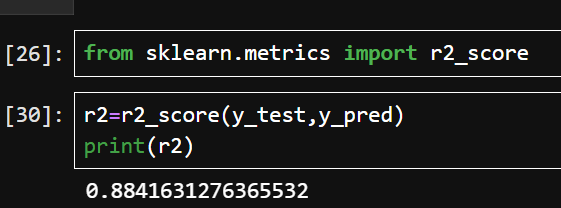 [26]: from sklearn.metrics import r2_score
[30]: r2=r2_score(y_test,y_pred)
print(r2)
0.8841631276365532